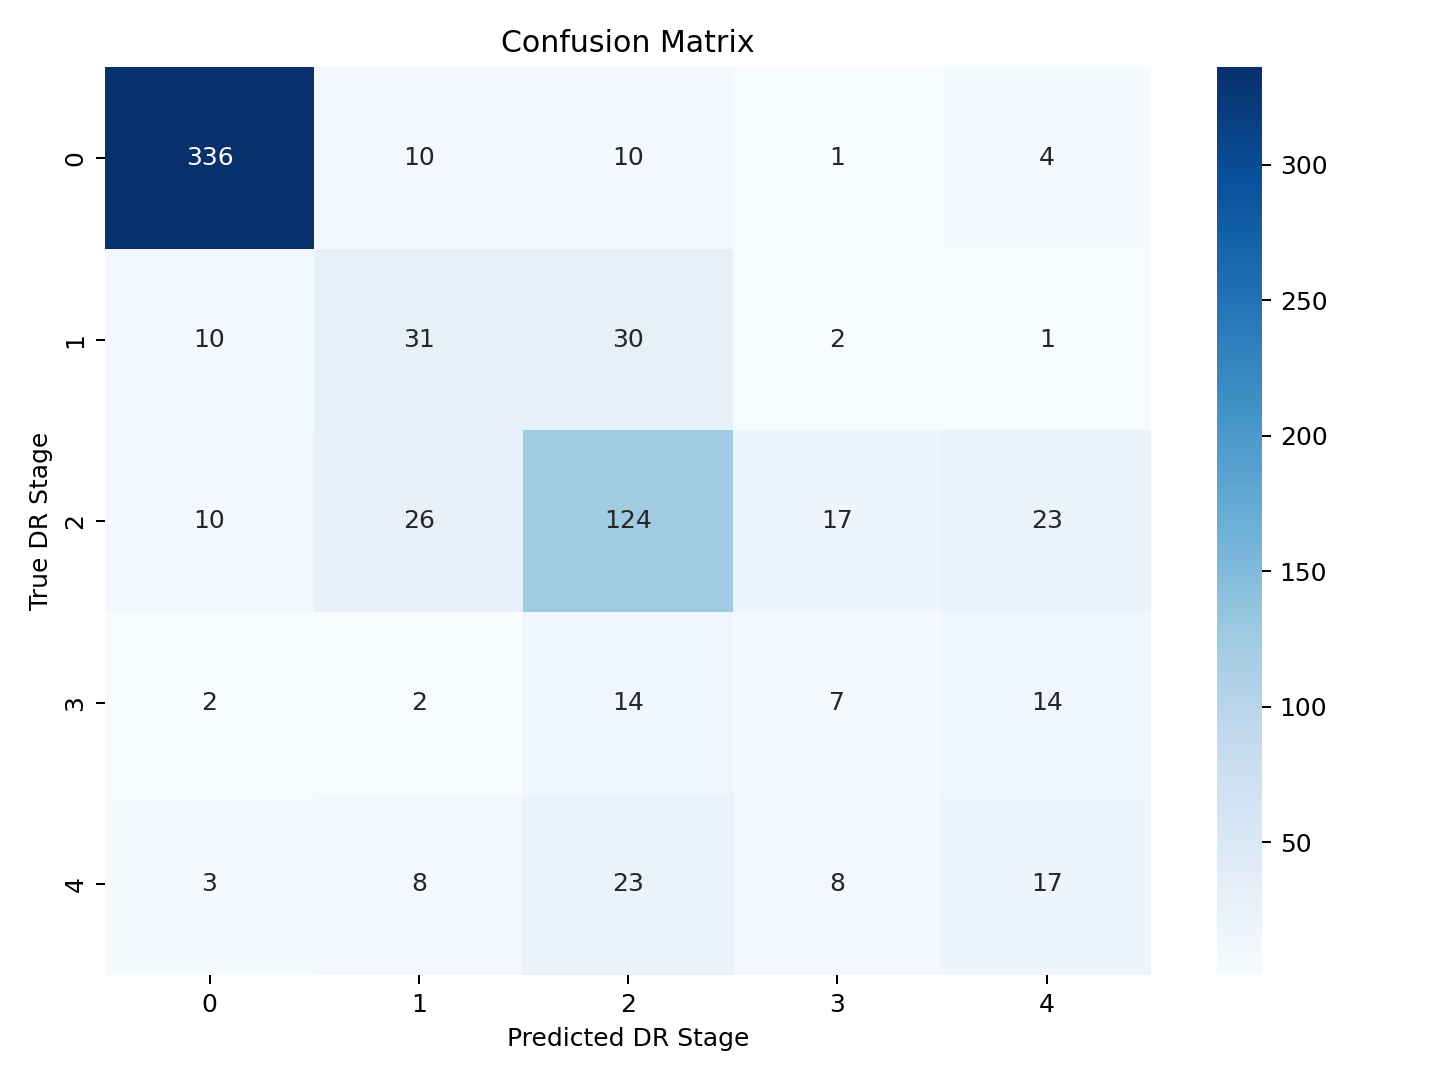 Confusion Matrix
0 336 10 10 1 4
1 10 31 30 2 1
2 10 26 124 17 23
3 2 2 14 7 14
4 3 8 23 8 17
0 1 2 3 4
Predicted DR Stage
True DR Stage
300
250
200
150
100
50